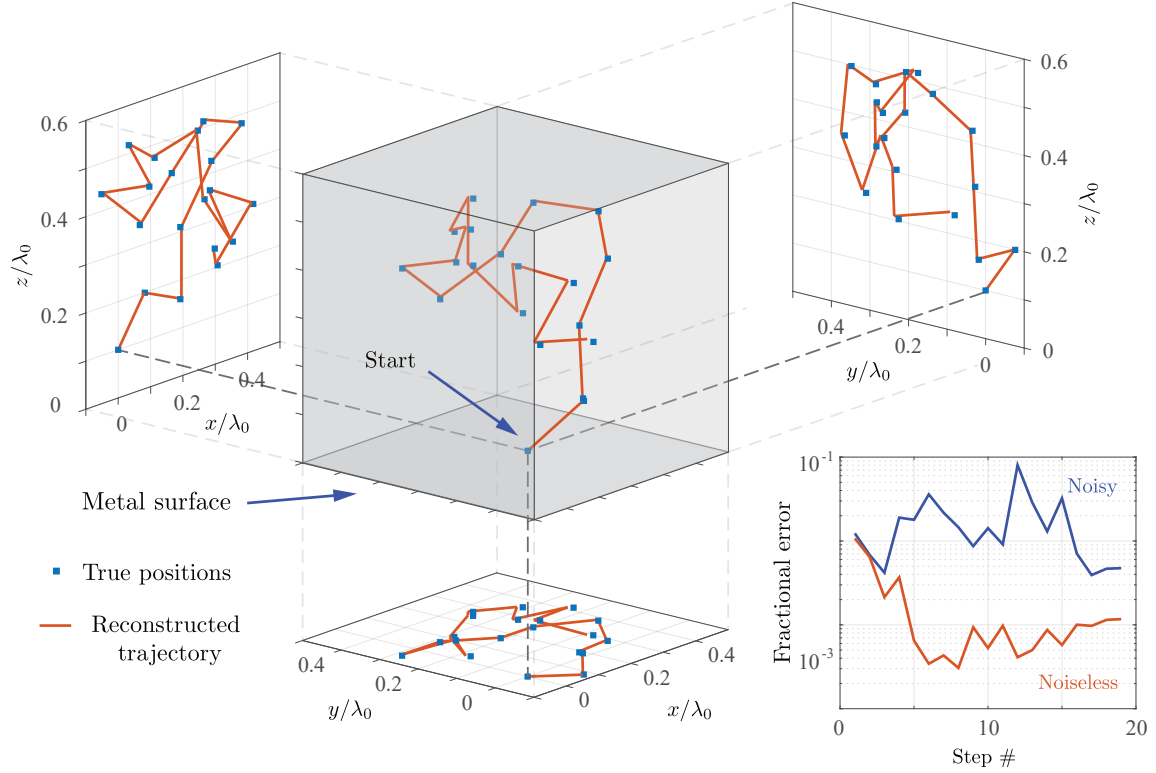 0.6
0.4
0.2
0
z/λ0
0
0.2
0.4
x/λ0
0.6
0.4
0.2
0
z/λ0
0.4
0.2
0
y/λ0
Start
Metal surface
True positions
Reconstructed
trajectory
0.4
0.2
0
y/λ0
0
0.2
0.4
x/λ0
10-1
10-3
Fractional error
Noisy
Noiseless
0
10
20
Step #